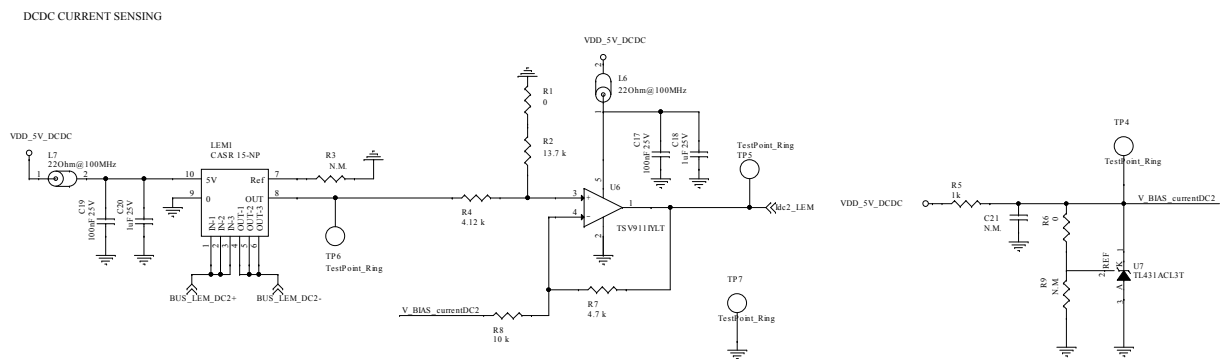 DCDC CURRENT SENSING
VDD_5V_DCDC
L7
22Ohm@100MHz
1
2
C19
100nF 25V
C20
1uF 25V
LEM1
CASR 15-NP
10
5V
9
0
Ref
7
OUT
8
IN-1
IN-2
IN-3
OUT-1
OUT-2
OUT-3
1
2
3
4
5
6
BUS_LEM_DC2+
BUS_LEM_DC2-
R3
N.M.
TP6
TestPoint_Ring
R4
4.12 k
R1
0
R2
13.7 k
VDD_5V_DCDC
2
L6
22Ohm@100MHz
1
C17
100nF 25V
C18
1uF 25V
5
U6
3
+
4
-
1
2
TSV911IYLT
TestPoint_Ring
TP5
Idc2_LEM
R7
4.7 k
V_BIAS_currentDC2
R8
10 k
TP7
TestPoint_Ring
VDD_5V_DCDC
R5
1k
C21
N.M.
R6
0
R9
N.M.
TP4
TestPoint_Ring
V_BIAS_currentDC2
1
K
2
REF
A
3
U7
TL431ACL3T